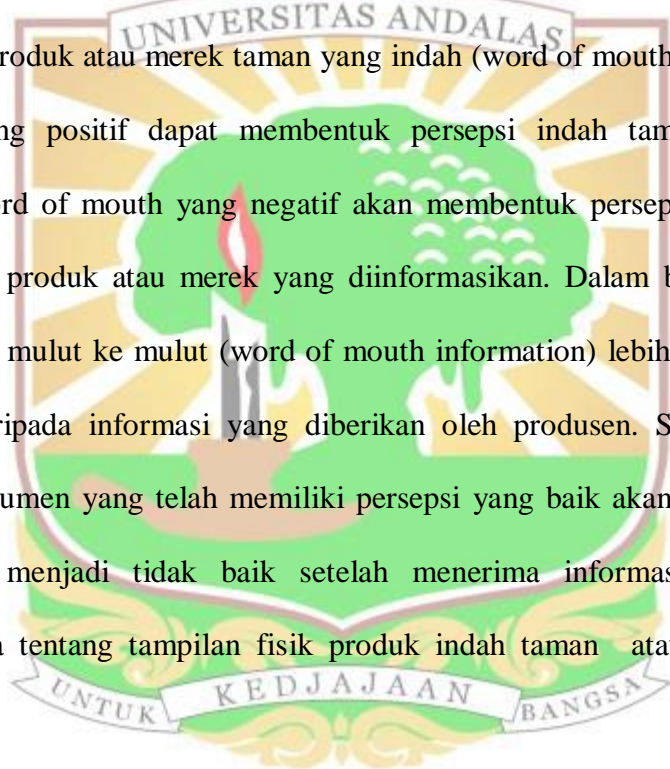 UNIVERSITAS ANDALAS
produk atau merek taman yang indah (word of mouth
ng positif dapat membentuk persepsi indah tam
rd of mouth yang negatif akan membentuk persep
produk atau merek yang diinformasikan. Dalam b
mulut ke mulut (word of mouth information) lebih
ripada informasi yang diberikan oleh produsen. S
umen yang telah memiliki persepsi yang baik akan
menjadi tidak baik setelah menerima informas
a tentang tampilan fisik produk indah taman ata
UNTUK KEDJAJAAN BANGSA